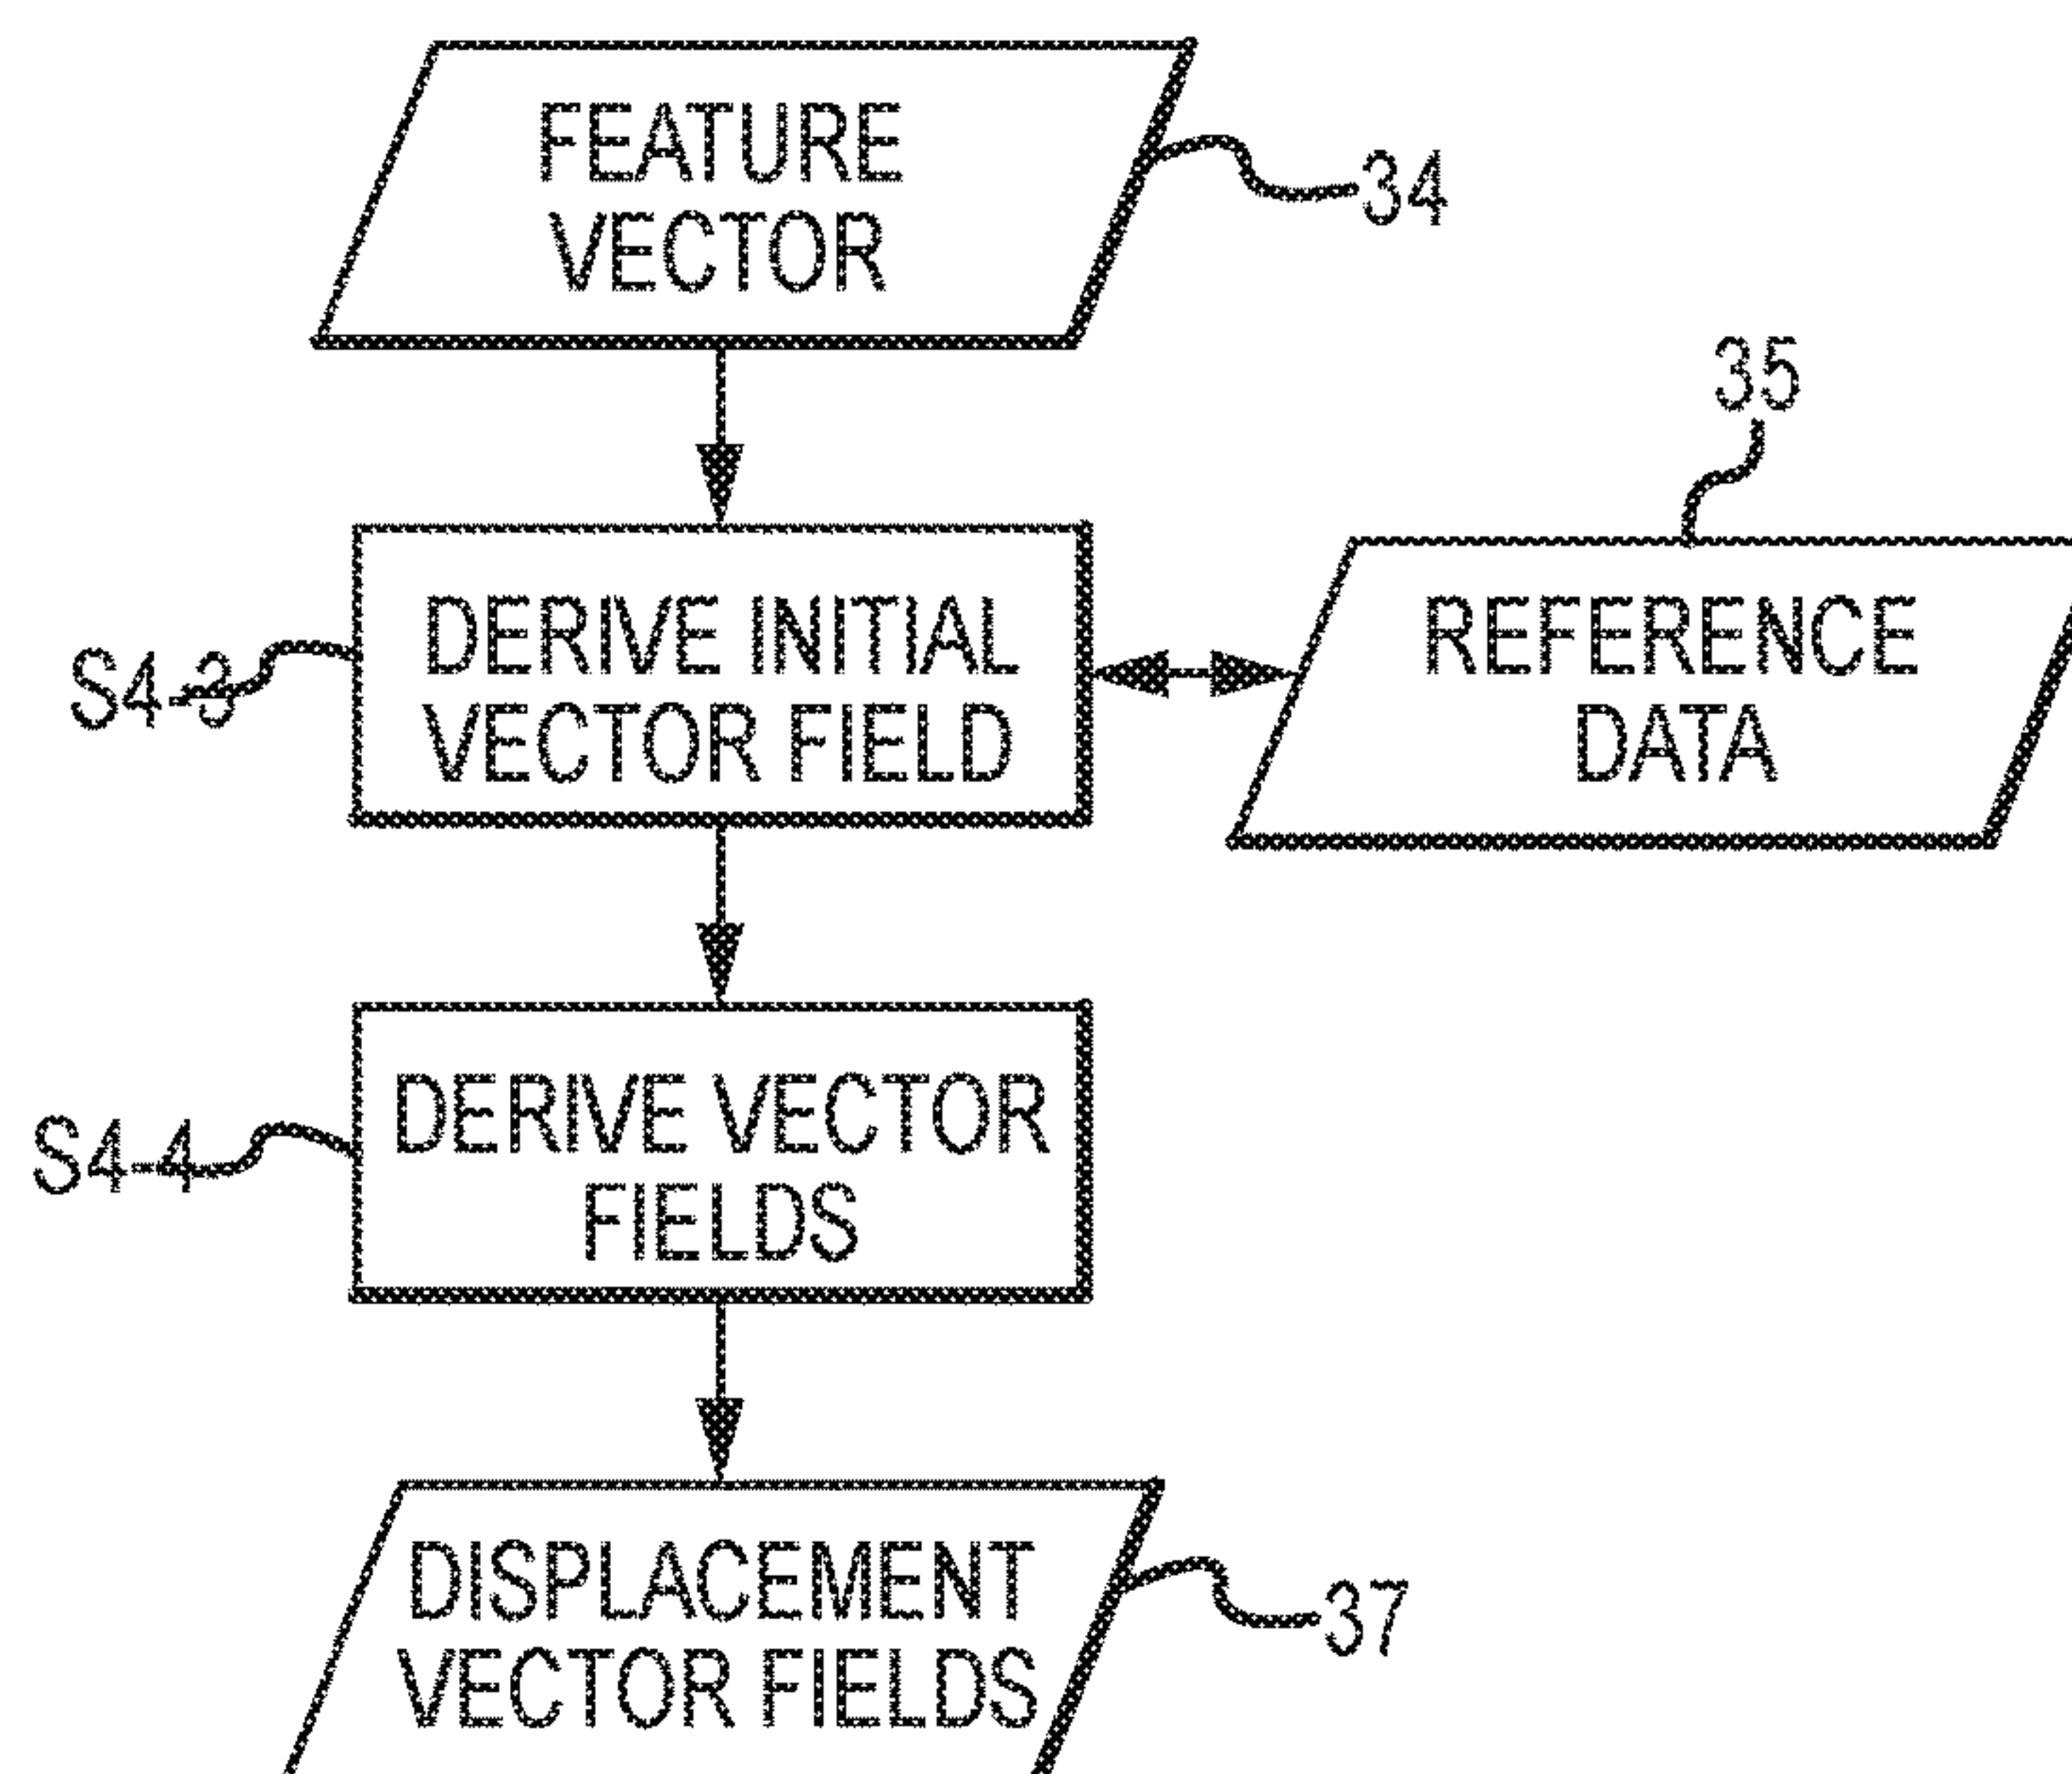 FEATURE
VECTOR
34
35
DERIVE INITIAL
VECTOR FIELD
S4-3
REFERENCE
DATA
DERIVE VECTOR
FIELDS
S4-4
DISPLACEMENT
VECTOR FIELDS
37